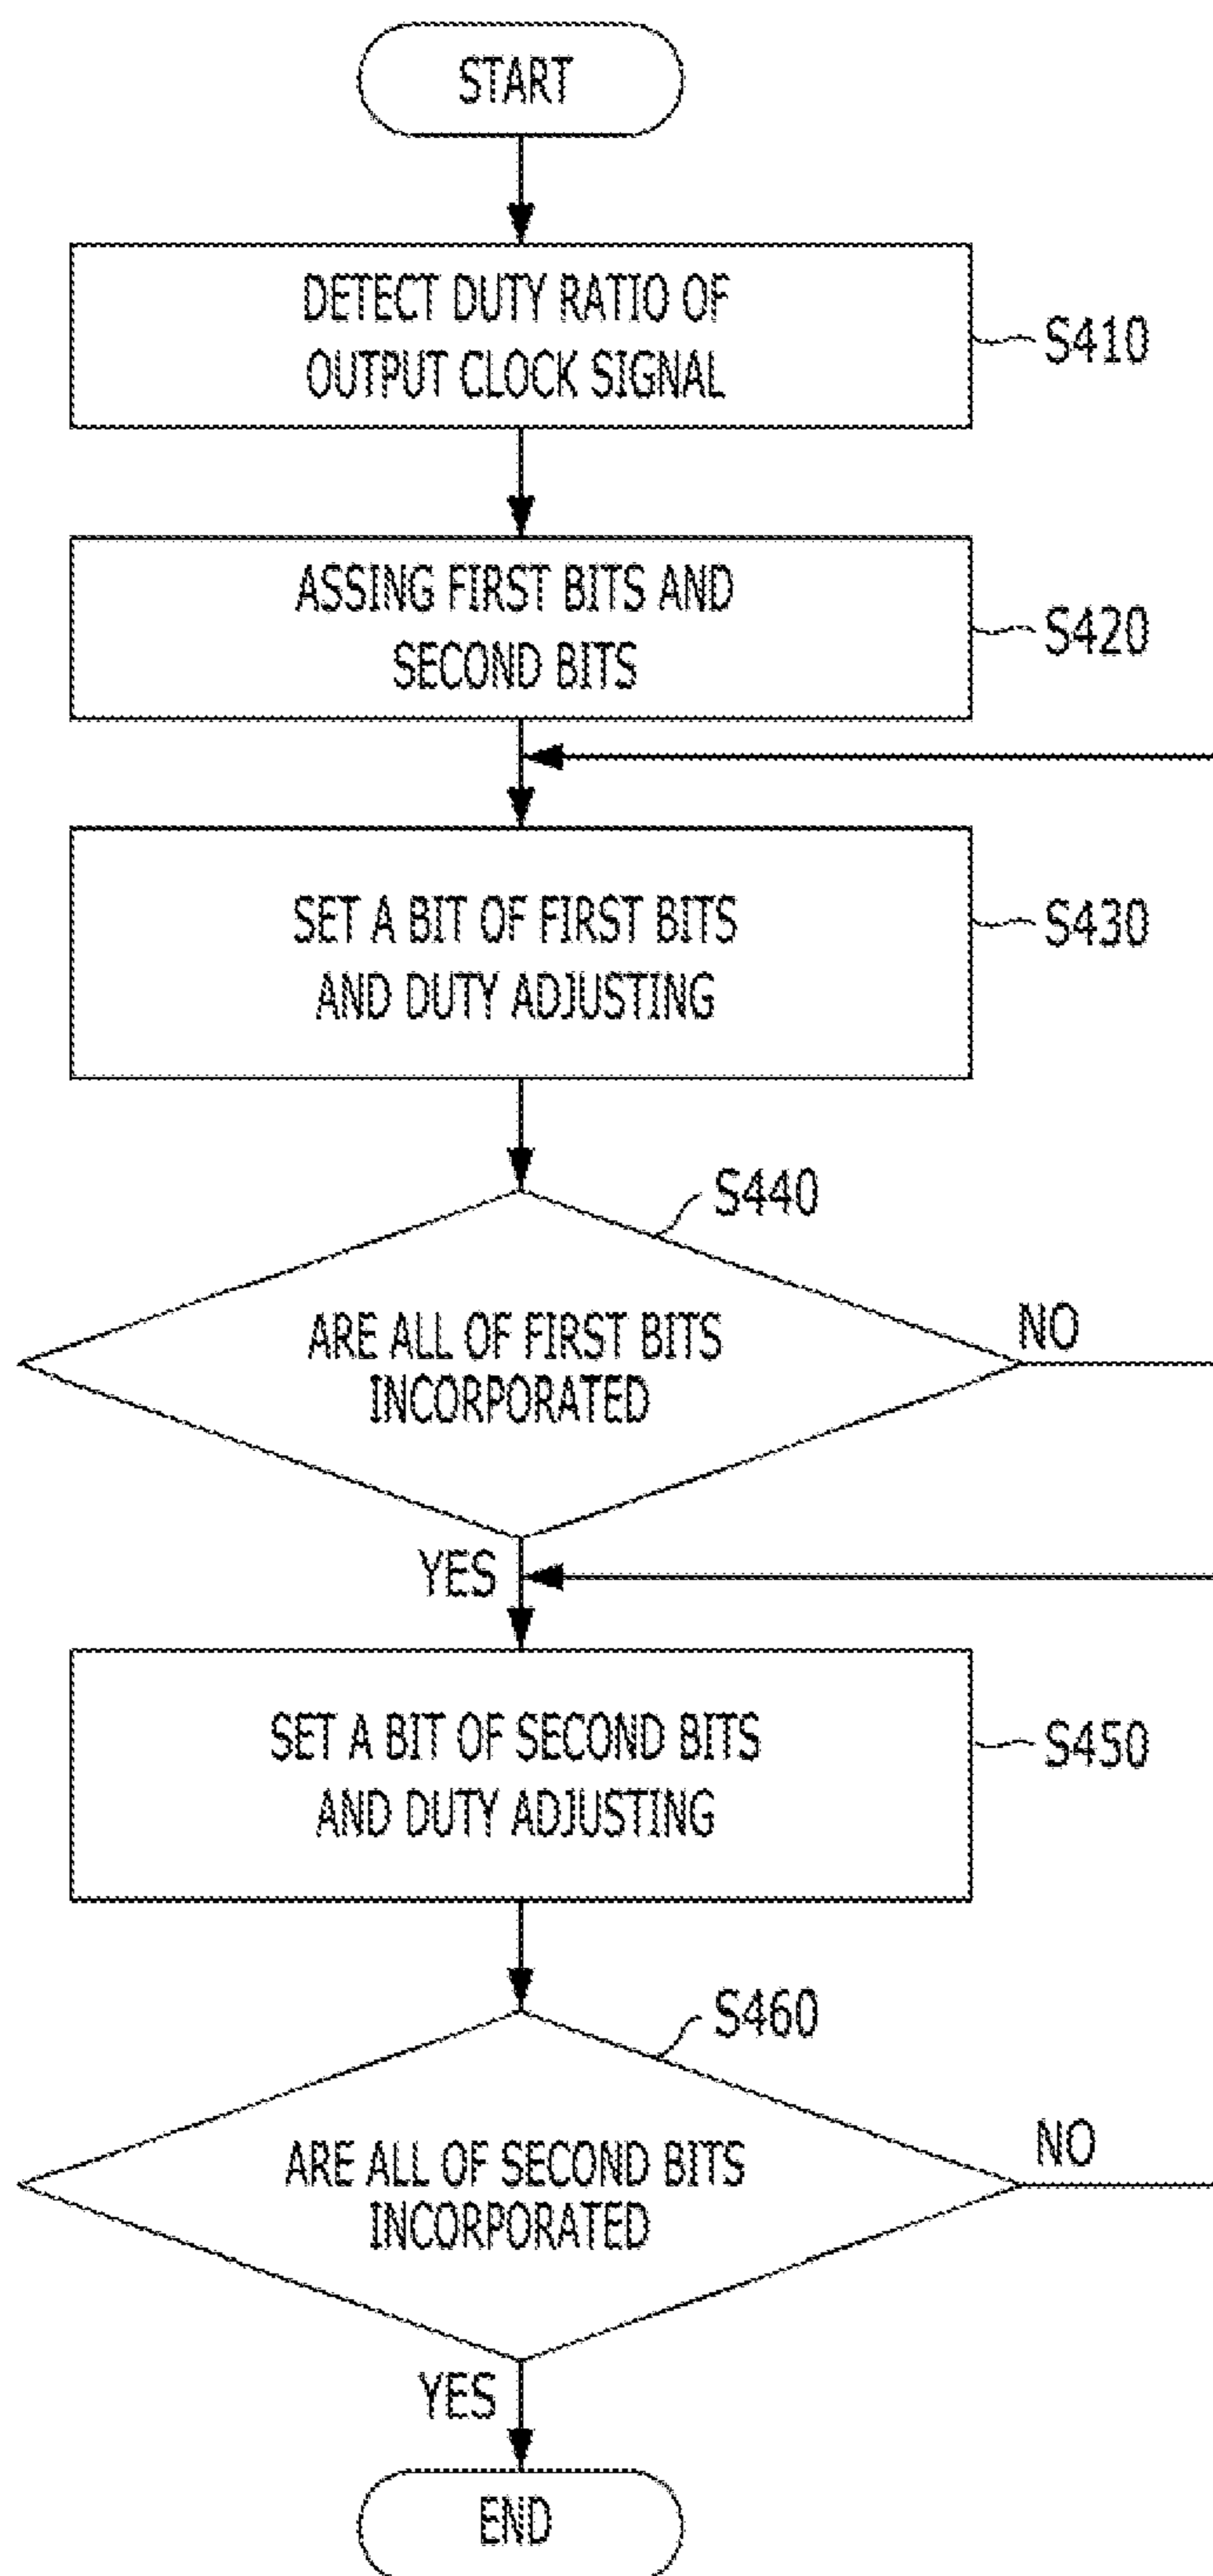 START
DETECT DUTY RATIO OF
OUTPUT CLOCK SIGNAL
S410
ASSING FIRST BITS AND
SECOND BITS
S420
SET A BIT OF FIRST BITS
AND DUTY ADJUSTING
S430
S440
ARE ALL OF FIRST BITS
INCORPORATED
NO
YES
SET A BIT OF SECOND BITS
AND DUTY ADJUSTING
S450
S460
ARE ALL OF SECOND BITS
INCORPORATED
NO
YES
END